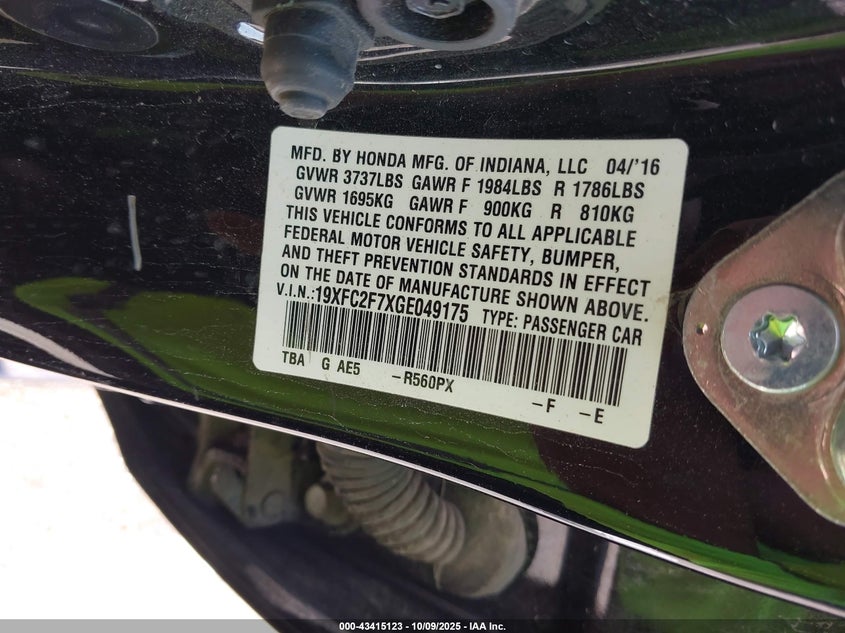 MFD. BY HONDA MFG. OF INDIANA, LLC 04/'16
GVWR 3737LBS GAWR F 1984LBS R 1786LBS
GVWR 1695KG GAWR F 900KG R 810KG
THIS VEHICLE CONFORMS TO ALL APPLICABLE
FEDERAL MOTOR VEHICLE SAFETY, BUMPER,
AND THEFT PREVENTION STANDARDS IN EFFECT
ON THE DATE OF MANUFACTURE SHOWN ABOVE.
V.I.N.:19XFC2F7XGE049175 TYPE: PASSENGER CAR
TBA G AE5 –R560PX –F –E
000-43415123 - 10/09/2025 - IAA Inc.